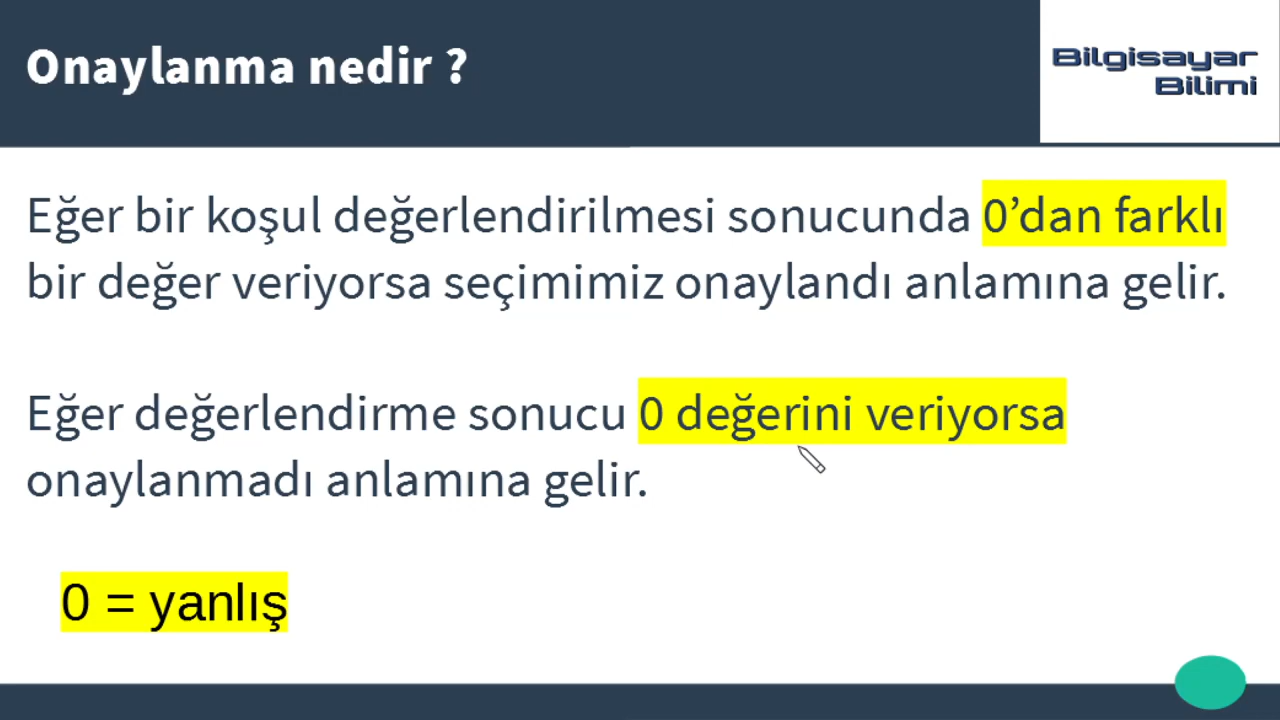 Onaylanma nedir ?
Bilgisayar
Bilimi
Eğer bir koşul değerlendirilmesi sonucunda 0’dan farklı
bir değer veriyorsa seçimimiz onaylandı anlamına gelir.
Eğer değerlendirme sonucu 0 değerini veriyorsa
onaylanmadı anlamına gelir.
0 = yanlış